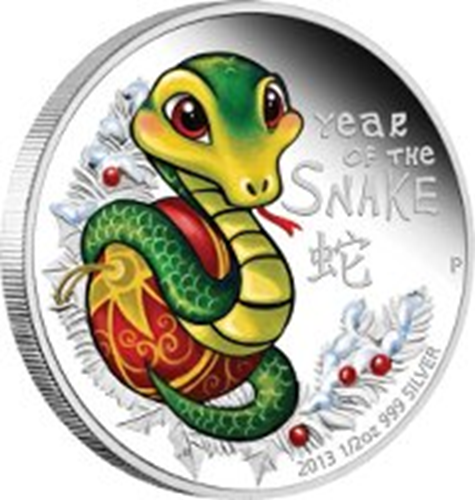 YEAR
OF THE
SNAKE
蛇
P
2013 1/2oz 999 SILVER